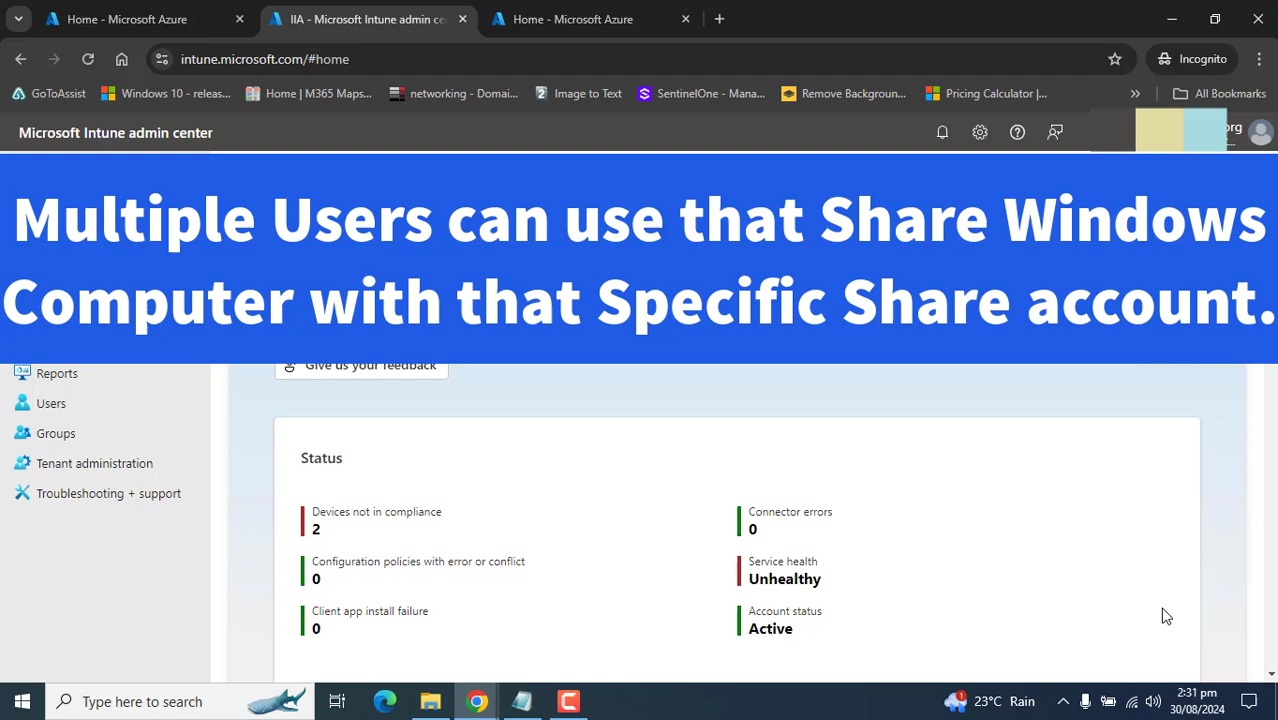 Home - Microsoft Azure
IIA - Microsoft Intune admin ce
Home - Microsoft Azure
intune.microsoft.com/#home
Incognito
GoToAssist
Windows 10 - releas...
Home | M365 Maps...
networking - Domai...
Image to Text
SentinelOne - Mana...
Remove Backgroun...
Pricing Calculator |...
All Bookmarks
Microsoft Intune admin center
org
Multiple Users can use that Share Windows
Computer with that Specific Share account.
Give us your feedback
Reports
Users
Groups
Tenant administration
Troubleshooting + support
Status
Devices not in compliance
2
Connector errors
0
Configuration policies with error or conflict
0
Service health
Unhealthy
Client app install failure
0
Account status
Active
Type here to search
1
23°C Rain
2:31 pm
30/08/2024